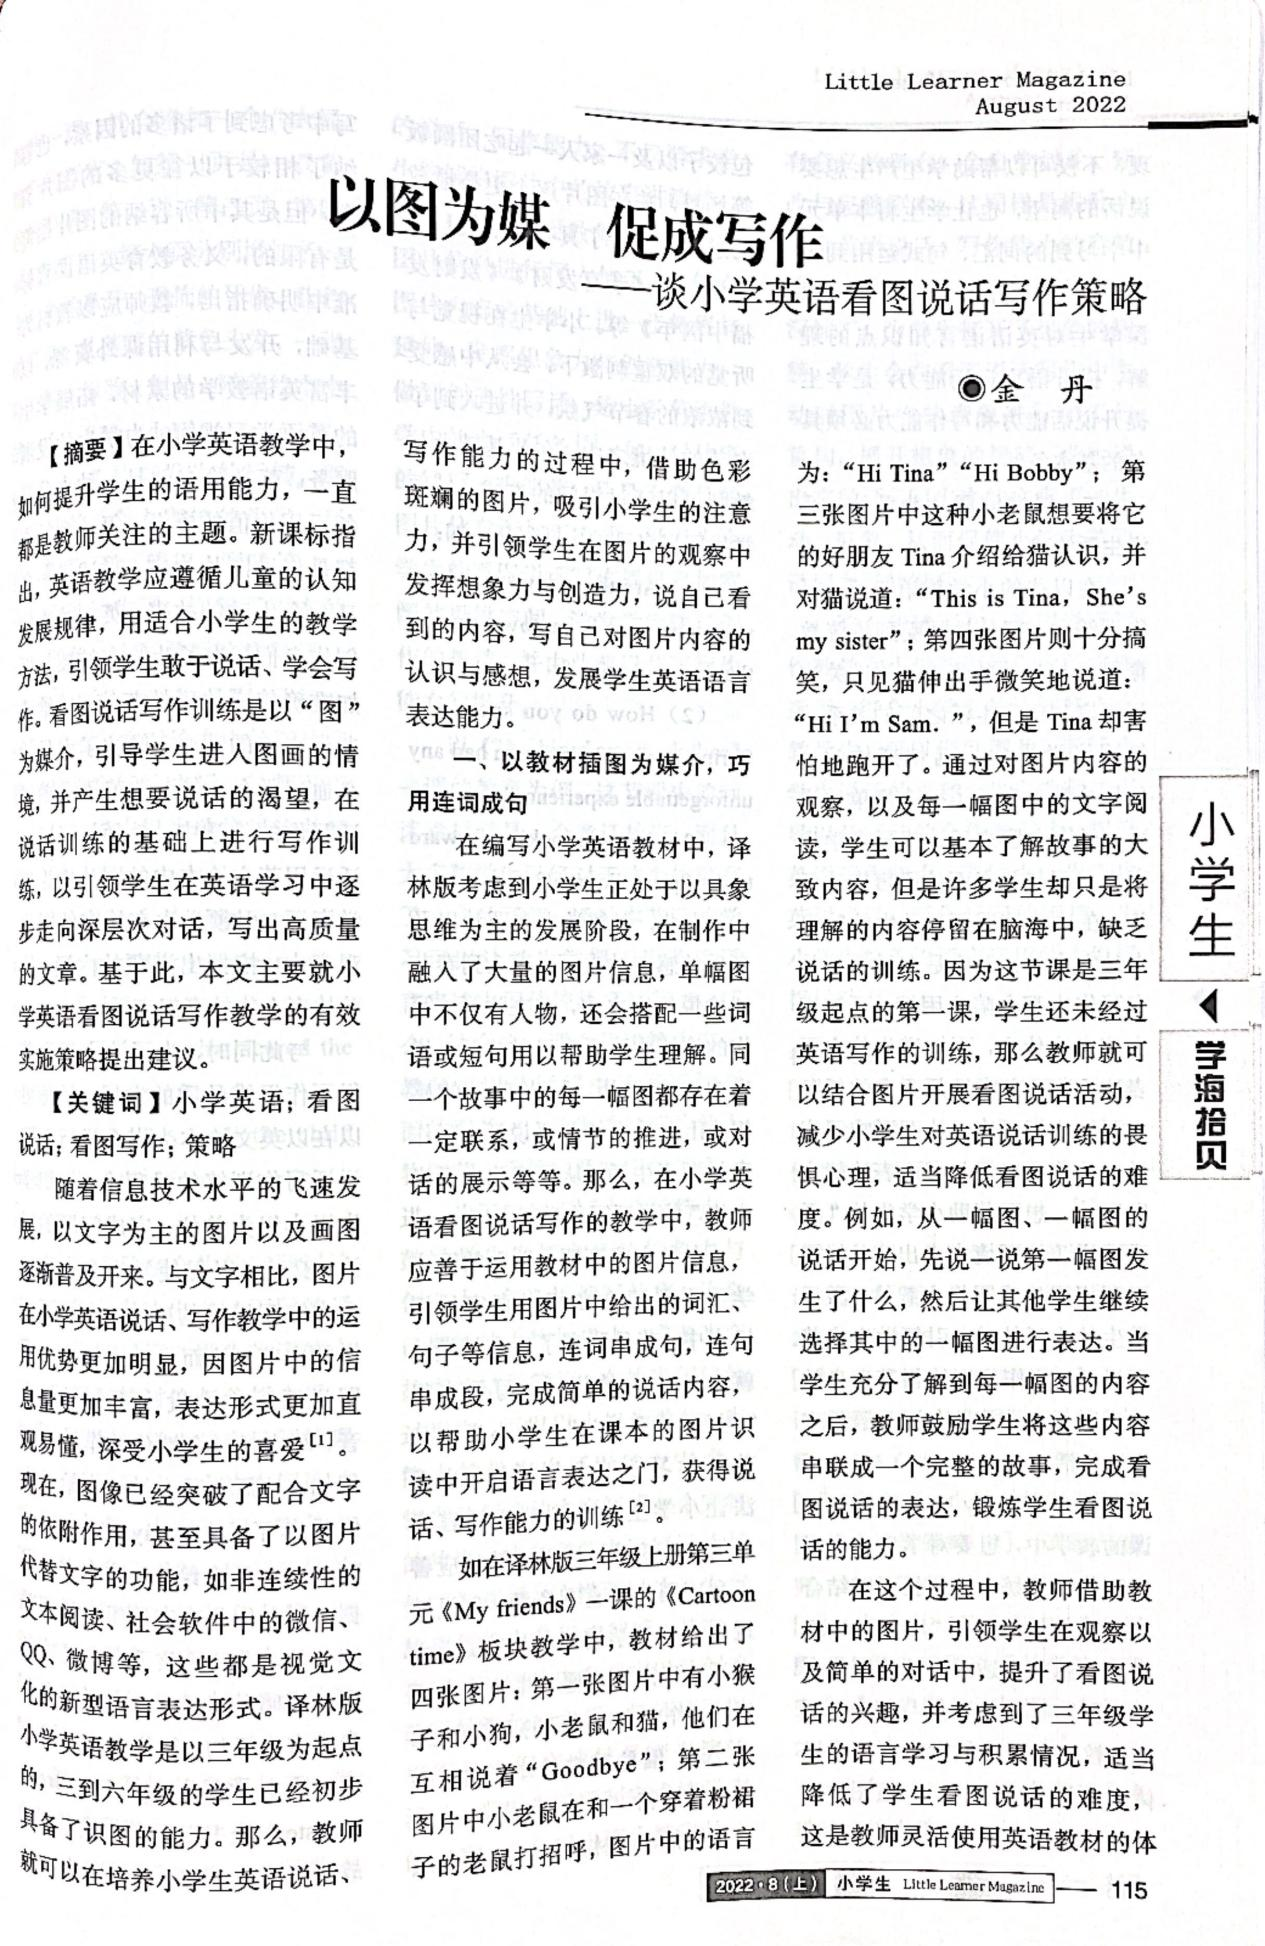 Little Learner Magazine
August 2022
以图为媒　促成写作
——谈小学英语看图说话写作策略
◉金　丹
【摘要】在小学英语教学中，
如何提升学生的语用能力，一直
都是教师关注的主题。新课标指
出，英语教学应遵循儿童的认知
发展规律，用适合小学生的教学
方法，引领学生敢于说话、学会写
作。看图说话写作训练是以“图”
为媒介，引导学生进入图画的情
境，并产生想要说话的渴望，在
说话训练的基础上进行写作训
练，以引领学生在英语学习中逐
步走向深层次对话，写出高质量
的文章。基于此，本文主要就小
学英语看图说话写作教学的有效
实施策略提出建议。
【关键词】小学英语；看图
说话；看图写作；策略
随着信息技术水平的飞速发
展，以文字为主的图片以及画图
逐渐普及开来。与文字相比，图片
在小学英语说话、写作教学中的运
用优势更加明显，因图片中的信
息量更加丰富，表达形式更加直
观易懂，深受小学生的喜爱[1]。
现在，图像已经突破了配合文字
的依附作用，甚至具备了以图片
代替文字的功能，如非连续性的
文本阅读、社会软件中的微信、
QQ、微博等，这些都是视觉文
化的新型语言表达形式。译林版
小学英语教学是以三年级为起点
的，三到六年级的学生已经初步
具备了识图的能力。那么，教师
就可以在培养小学生英语说话、
写作能力的过程中，借助色彩
斑斓的图片，吸引小学生的注意
力，并引领学生在图片的观察中
发挥想象力与创造力，说自己看
到的内容，写自己对图片内容的
认识与感想，发展学生英语语言
表达能力。
一、以教材插图为媒介，巧
用连词成句
在编写小学英语教材中，译
林版考虑到小学生正处于以具象
思维为主的发展阶段，在制作中
融入了大量的图片信息，单幅图
中不仅有人物，还会搭配一些词
语或短句用以帮助学生理解。同
一个故事中的每一幅图都存在着
一定联系，或情节的推进，或对
话的展示等等。那么，在小学英
语看图说话写作的教学中，教师
应善于运用教材中的图片信息，
引领学生用图片中给出的词汇、
句子等信息，连词串成句，连句
串成段，完成简单的说话内容，
以帮助小学生在课本的图片识
读中开启语言表达之门，获得说
话、写作能力的训练[2]。
如在译林版三年级上册第三单
元《My friends》一课的《Cartoon
time》板块教学中，教材给出了
四张图片：第一张图片中有小猴
子和小狗，小老鼠和猫，他们在
互相说着“Goodbye”；第二张
图片中小老鼠在和一个穿着粉裙
子的老鼠打招呼，图片中的语言
为：“Hi Tina”“Hi Bobby”；第
三张图片中这种小老鼠想要将它
的好朋友 Tina 介绍给猫认识，并
对猫说道：“This is Tina，She's
my sister”；第四张图片则十分搞
笑，只见猫伸出手微笑地说道：
“Hi I'm Sam．”，但是 Tina 却害
怕地跑开了。通过对图片内容的
观察，以及每一幅图中的文字阅
读，学生可以基本了解故事的大
致内容，但是许多学生却只是将
理解的内容停留在脑海中，缺乏
说话的训练。因为这节课是三年
级起点的第一课，学生还未经过
英语写作的训练，那么教师就可
以结合图片开展看图说话活动，
减少小学生对英语说话训练的畏
惧心理，适当降低看图说话的难
度。例如，从一幅图、一幅图的
说话开始，先说一说第一幅图发
生了什么，然后让其他学生继续
选择其中的一幅图进行表达。当
学生充分了解到每一幅图的内容
之后，教师鼓励学生将这些内容
串联成一个完整的故事，完成看
图说话的表达，锻炼学生看图说
话的能力。
在这个过程中，教师借助教
材中的图片，引领学生在观察以
及简单的对话中，提升了看图说
话的兴趣，并考虑到了三年级学
生的语言学习与积累情况，适当
降低了学生看图说话的难度，
这是教师灵活使用英语教材的体
小学生
学海拾贝
2022·8（上） 小学生 Little Learner Magazine 115